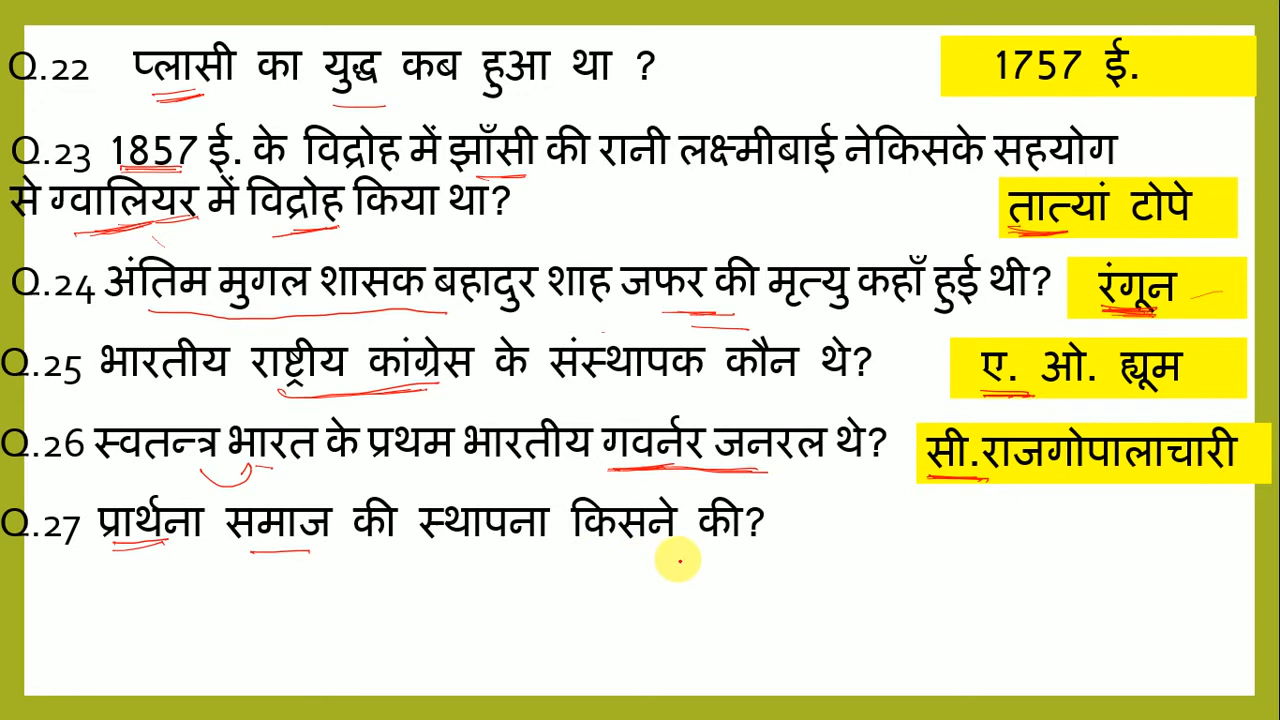 Q.22 प्लासी का युद्ध कब हुआ था ? 1757 ई.
Q.23 1857 ई. के विद्रोह में झाँसी की रानी लक्ष्मीबाई नेकिसके सहयोग
से ग्वालियर में विद्रोह किया था? तात्यां टोपे
Q.24 अंतिम मुगल शासक बहादुर शाह जफर की मृत्यु कहाँ हुई थी? रंगून
Q.25 भारतीय राष्ट्रीय कांग्रेस के संस्थापक कौन थे? ए. ओ. ह्यूम
Q.26 स्वतन्त्र भारत के प्रथम भारतीय गवर्नर जनरल थे? सी.राजगोपालाचारी
Q.27 प्रार्थना समाज की स्थापना किसने की?